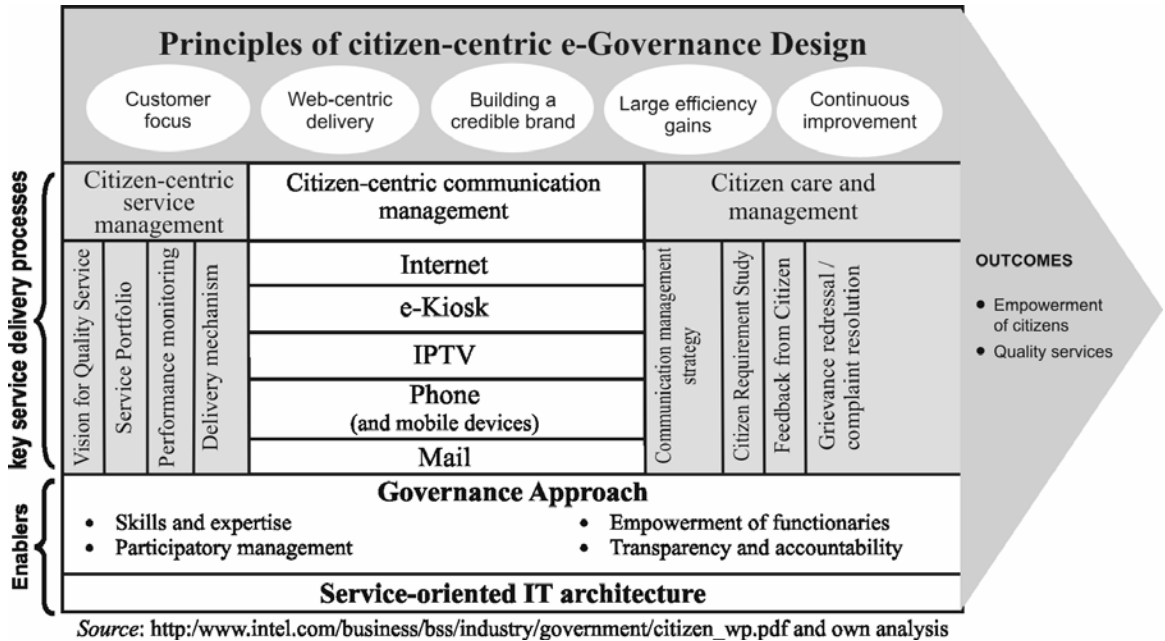 Principles of citizen-centric e-Governance Design
Customer
focus
Web-centric
delivery
Building a
credible brand
Large efficiency
gains
Continuous
improvement
key service delivery processes
Citizen-centric
service
management
Citizen-centric communication
management
Citizen care and
management
Vision for Quality Service
Service Portfolio
Performance monitoring
Delivery mechanism
Internet
e-Kiosk
IPTV
Phone
(and mobile devices)
Mail
Communication management
strategy
Citizen Requirement Study
Feedback from Citizen
Grievance redressal /
complaint resolution
OUTCOMES
• Empowerment
of citizens
• Quality services
Enablers
Governance Approach
• Skills and expertise
• Participatory management
• Empowerment of functionaries
• Transparency and accountability
Service-oriented IT architecture
Source: http:/www.intel.com/business/bss/industry/government/citizen_wp.pdf and own analysis